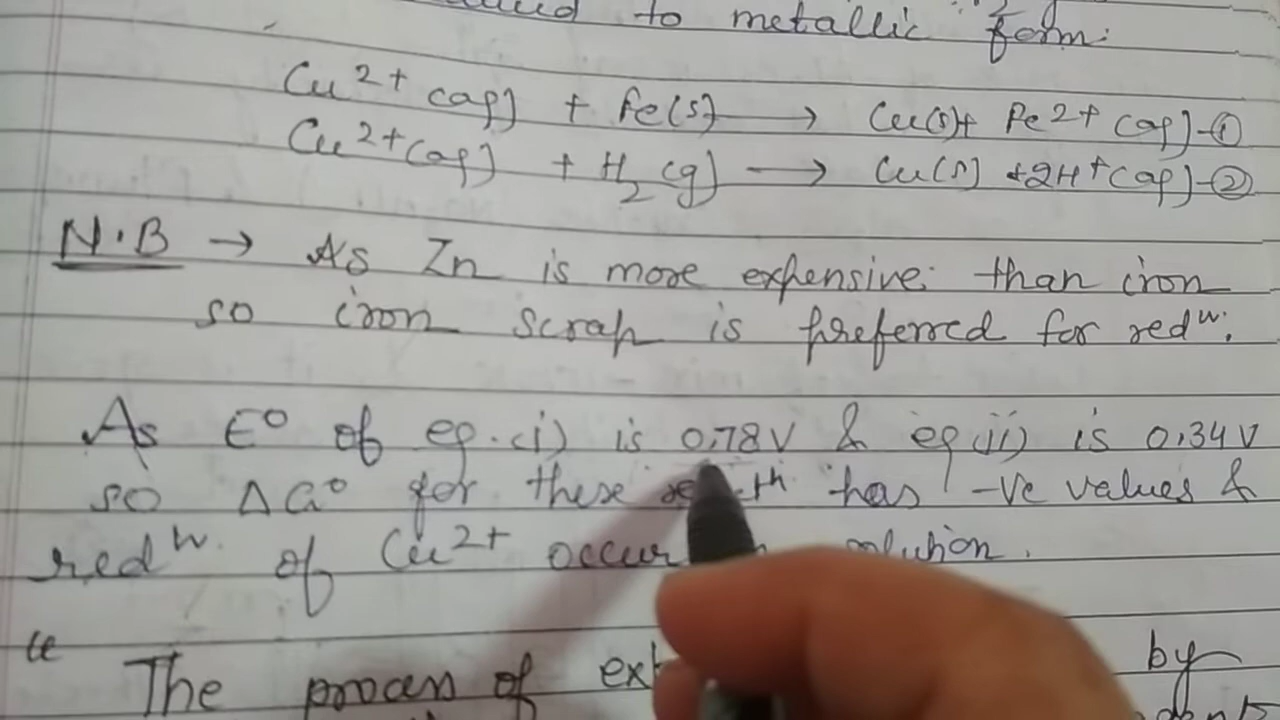 to metallic form.
Cu2+ (aq) + Fe(s) → Cu(s) + Fe2+ (aq) - ①
Cu2+ (aq) + H2 (g) → Cu(s) + 2H+ (aq) - ②
N.B → As Zn is more expensive than iron
so iron scrap is preferred for redn.
As E° of eq.(i) is 0.78V & eq(ii) is 0.34V
so ΔG° for these has -ve values &
redn. of Cu2+ occur solution.
" The process of by